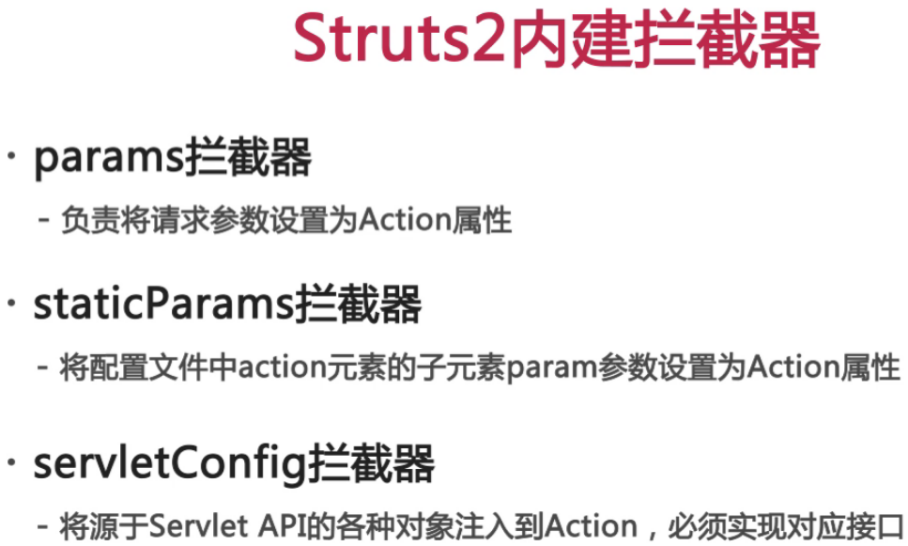 Struts2内建拦截器
· params拦截器
- 负责将请求参数设置为Action属性
· staticParams拦截器
- 将配置文件中action元素的子元素param参数设置为Action属性
· servletConfig拦截器
- 将源于Servlet API的各种对象注入到Action，必须实现对应接口